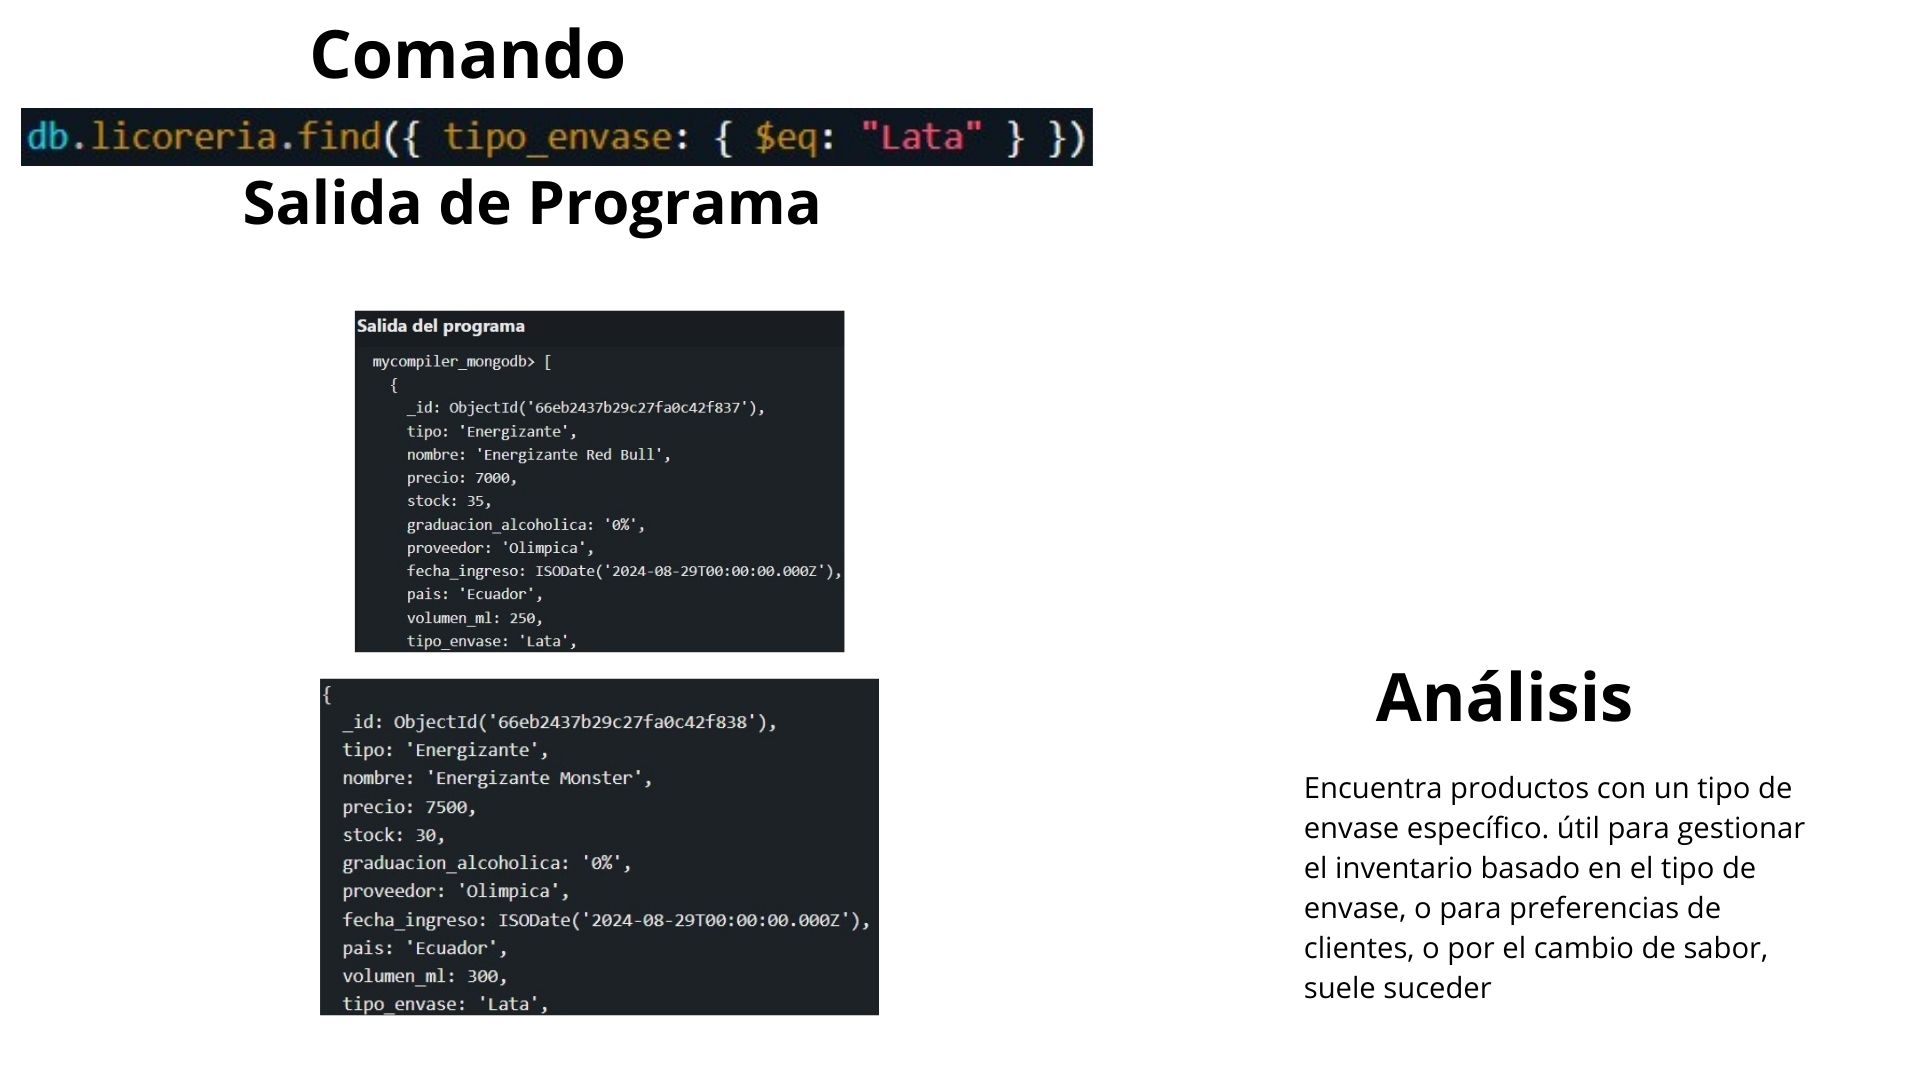 Comando
db.licoreria.find({ tipo_envase: { $eq: "Lata" } })
Salida de Programa
Salida del programa
mycompiler_mongodb> [
{
_id: ObjectId('66eb2437b29c27fa0c42f837'),
tipo: 'Energizante',
nombre: 'Energizante Red Bull',
precio: 7000,
stock: 35,
graduacion_alcoholica: '0%',
proveedor: 'Olimpica',
fecha_ingreso: ISODate('2024-08-29T00:00:00.000Z'),
pais: 'Ecuador',
volumen_ml: 250,
tipo_envase: 'Lata',
{
_id: ObjectId('66eb2437b29c27fa0c42f838'),
tipo: 'Energizante',
nombre: 'Energizante Monster',
precio: 7500,
stock: 30,
graduacion_alcoholica: '0%',
proveedor: 'Olimpica',
fecha_ingreso: ISODate('2024-08-29T00:00:00.000Z'),
pais: 'Ecuador',
volumen_ml: 300,
tipo_envase: 'Lata',
Análisis
Encuentra productos con un tipo de
envase específico. útil para gestionar
el inventario basado en el tipo de
envase, o para preferencias de
clientes, o por el cambio de sabor,
suele suceder